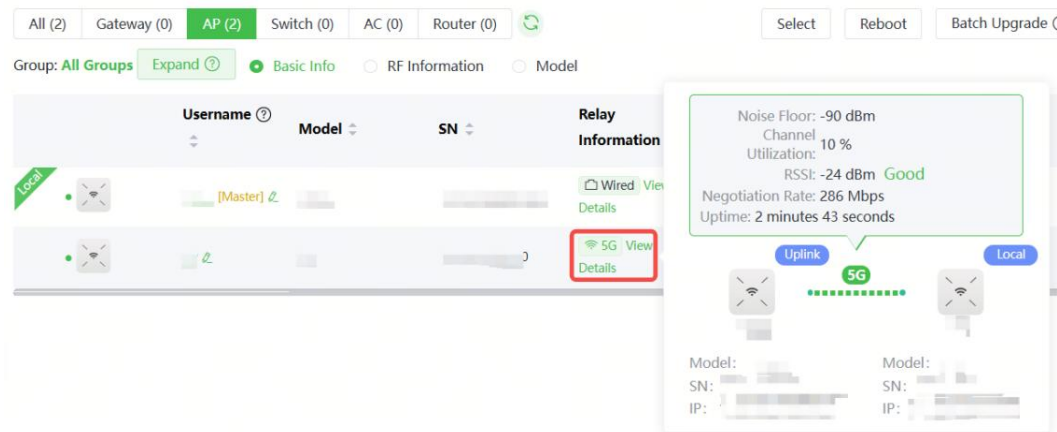 All (2) Gateway (0) AP (2) Switch (0) AC (0) Router (0) Select Reboot Batch Upgrade
Group: All Groups Expand ? Basic Info RF Information Model
Username ? Model SN Relay Information
[Master] Wired View Details
5G View Details
Local
Noise Floor: -90 dBm
Channel Utilization: 10 %
RSSI: -24 dBm Good
Negotiation Rate: 286 Mbps
Uptime: 2 minutes 43 seconds
Uplink Local
5G
Model: Model:
SN: SN:
IP: IP: